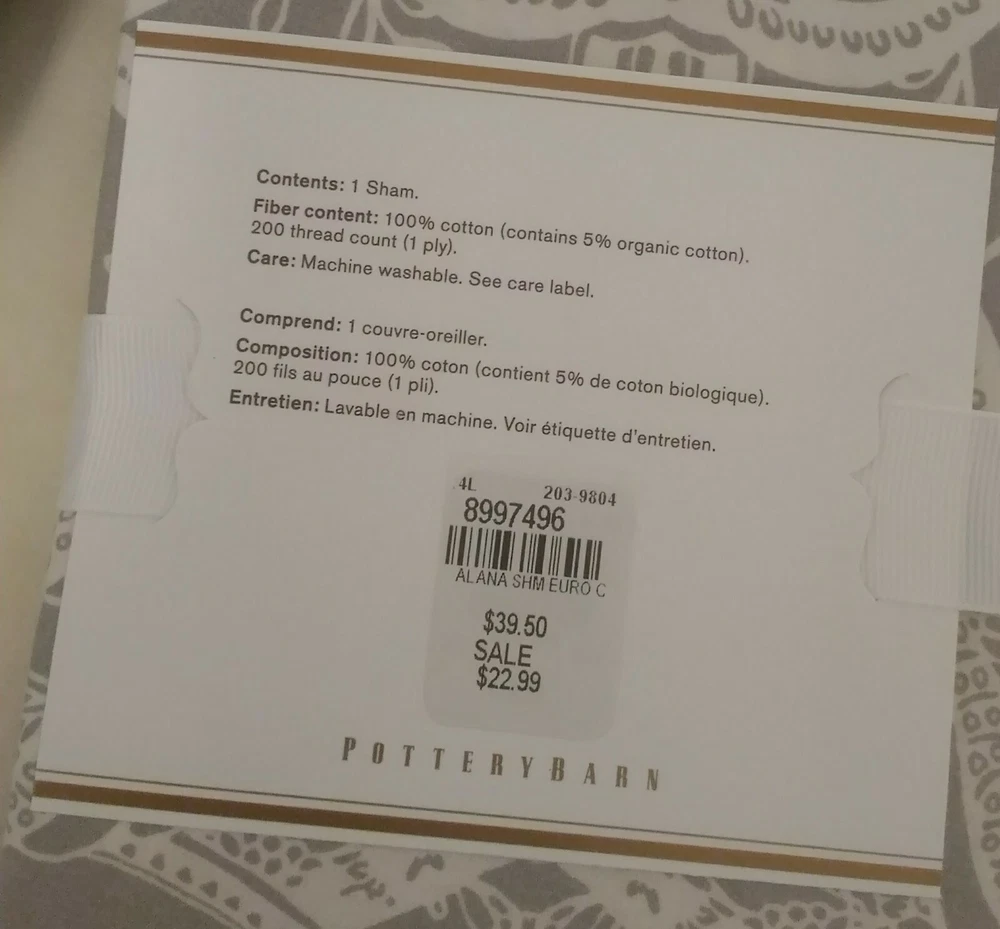 Contents: 1 Sham.
Fiber content: 100% cotton (contains 5% organic cotton).
200 thread count (1 ply).
Care: Machine washable. See care label.
Comprend: 1 couvre-oreiller.
Composition: 100% coton (contient 5% de coton biologique).
200 fils au pouce (1 pli).
Entretien: Lavable en machine. Voir étiquette d'entretien.
4L 203-9804
8997496
ALANA SHM EURO C
$39.50
SALE
$22.99
POTTERYBARN